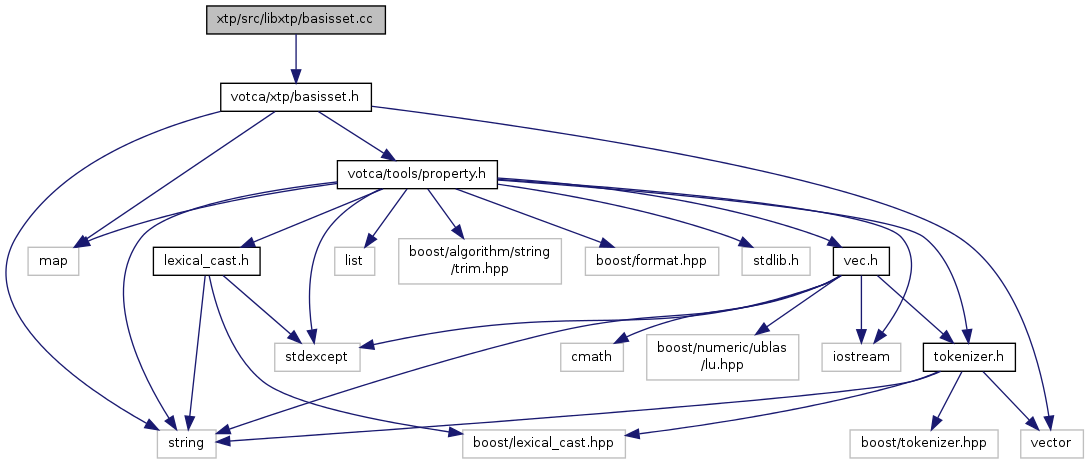 xtp/src/libxtp/basisset.cc
votca/xtp/basisset.h
votca/tools/property.h
map
lexical_cast.h
list
boost/algorithm/string
/trim.hpp
boost/format.hpp
stdlib.h
vec.h
stdexcept
cmath
boost/numeric/ublas
/lu.hpp
iostream
tokenizer.h
string
boost/lexical_cast.hpp
boost/tokenizer.hpp
vector